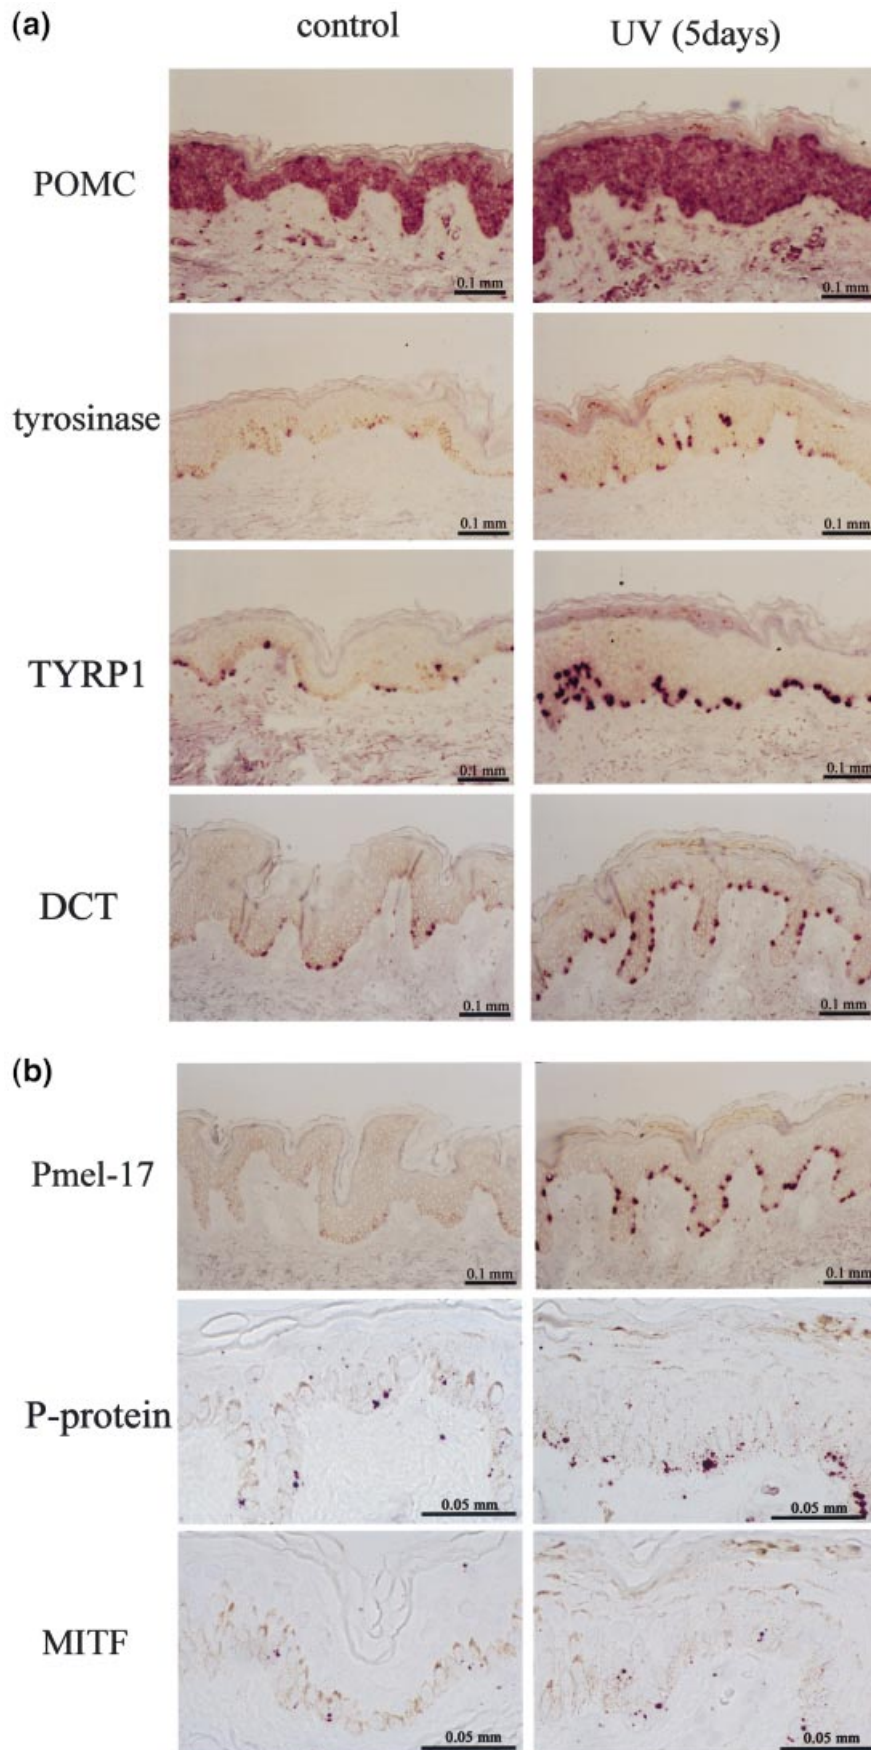 (a)
control
UV (5days)
POMC
0.1 mm
0.1 mm
tyrosinase
0.1 mm
0.1 mm
TYRP1
0.1 mm
0.1 mm
DCT
0.1 mm
0.1 mm
(b)
Pmel-17
0.1 mm
0.1 mm
P-protein
0.05 mm
0.05 mm
MITF
0.05 mm
0.05 mm